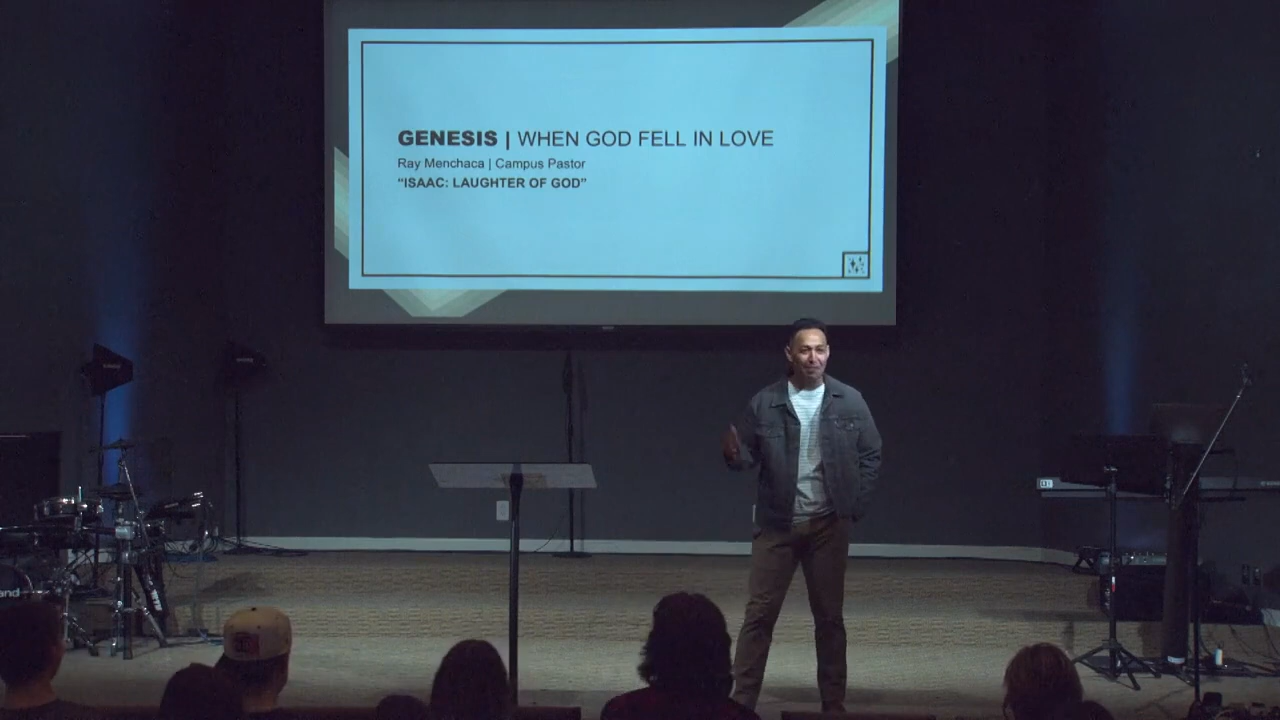 GENESIS | WHEN GOD FELL IN LOVE
Ray Menchaca | Campus Pastor
“ISAAC: LAUGHTER OF GOD”